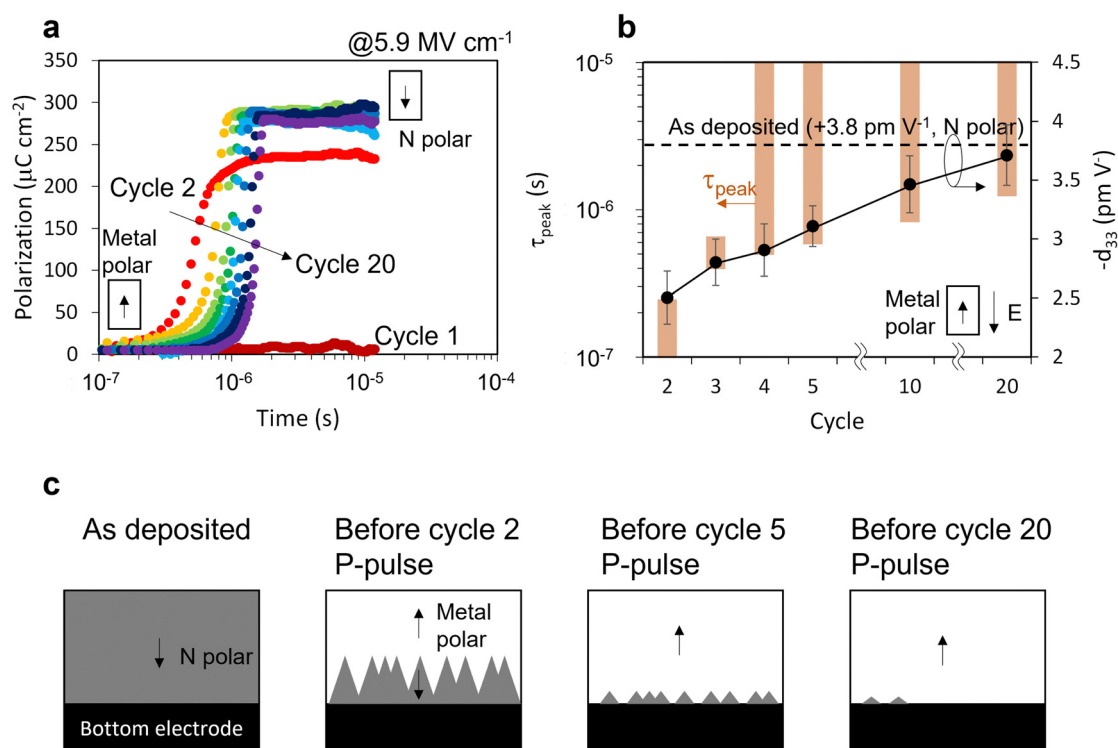 a
@5.9 MV cm⁻¹
Polarization (µC cm⁻²)
350
300
250
200
150
100
50
0
N polar
Cycle 2
Metal
polar
Cycle 20
Cycle 1
10⁻⁷
10⁻⁶
10⁻⁵
10⁻⁴
Time (s)
b
τpeak (s)
10⁻⁵
10⁻⁶
10⁻⁷
As deposited (+3.8 pm V⁻¹, N polar)
τpeak
Metal
polar
E
4.5
4
3.5
3
2.5
2
-d₃₃ (pm V⁻)
2 3 4 5 10 20
Cycle
c
As deposited
N polar
Bottom electrode
Before cycle 2
P-pulse
Metal
polar
Before cycle 5
P-pulse
Before cycle 20
P-pulse